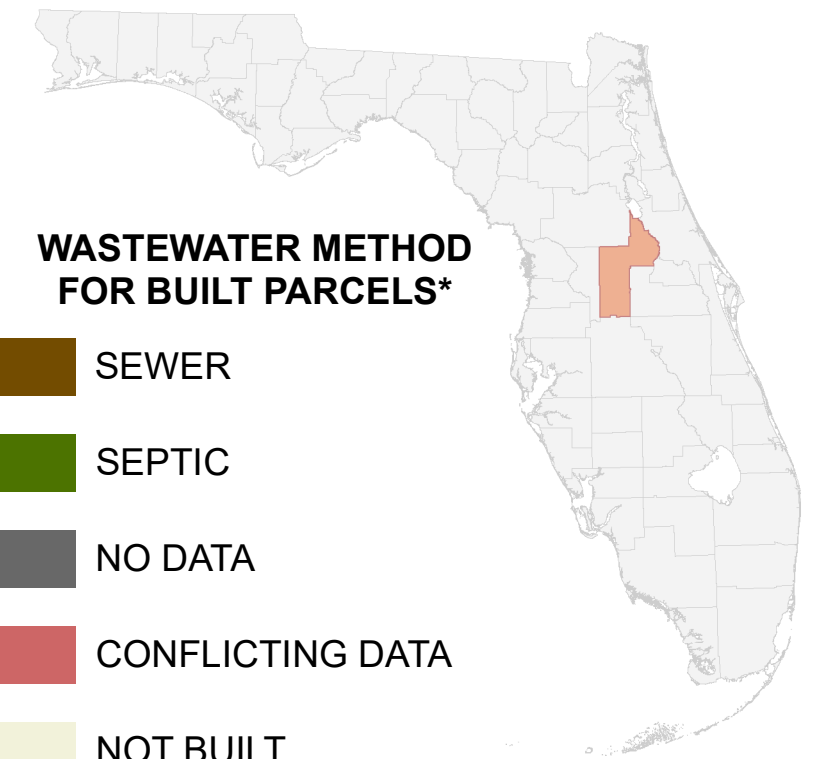 WASTEWATER METHOD
FOR BUILT PARCELS*
SEWER
SEPTIC
NO DATA
CONFLICTING DATA
NOT BUILT